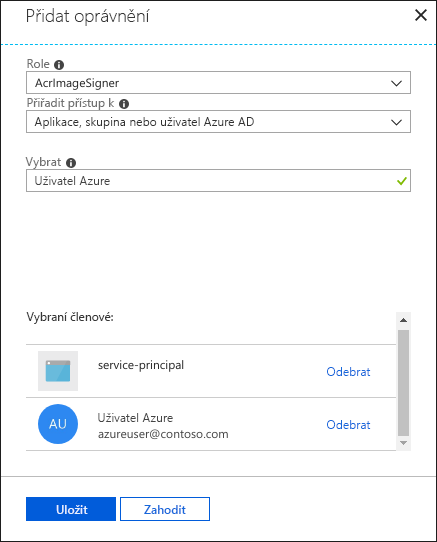 Přidat oprávnění
Role
AcrImageSigner
Přiřadit přístup k
Aplikace, skupina nebo uživatel Azure AD
Vybrat
Uživatel Azure
Vybraní členové:
service-principal
Odebrat
AU
Uživatel Azure
azureuser@contoso.com
Odebrat
Uložit
Zahodit